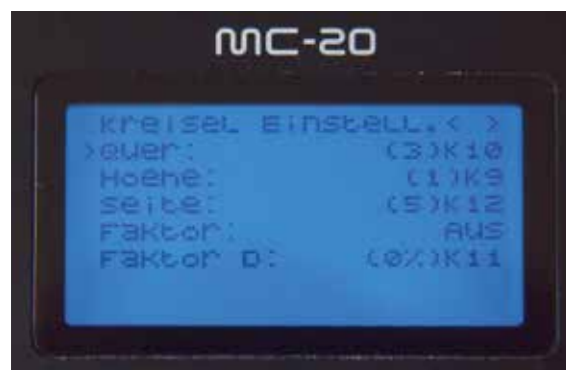 mc-20
Kreisel Einstell.< >
>Quer: (3)K10
Hoehe: (1)K9
Seite: (5)K12
Faktor: AUS
Faktor D: (0%)K11